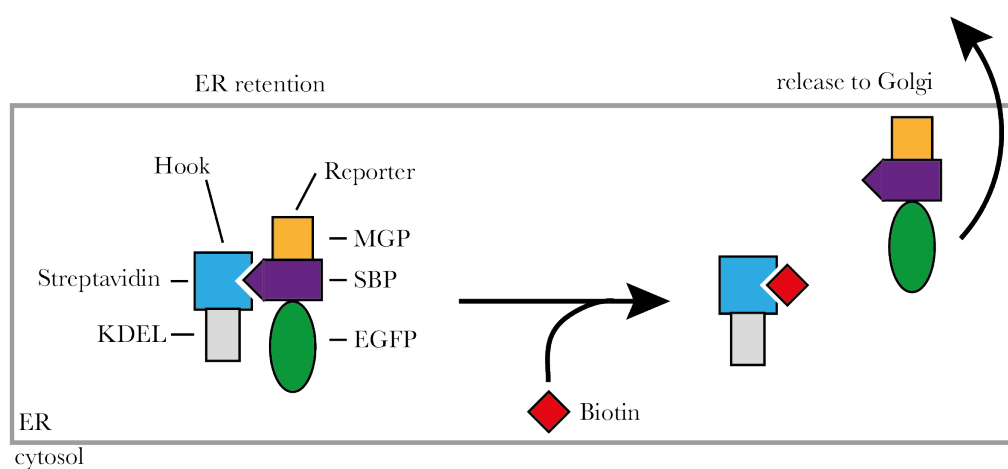 ER retention
release to Golgi
Hook
Reporter
MGP
Streptavidin
SBP
KDEL
EGFP
Biotin
ER
cytosol